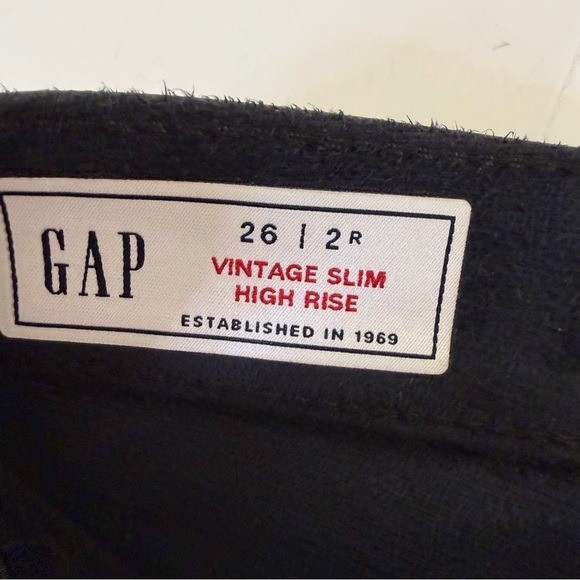 GAP
26 | 2R
VINTAGE SLIM
HIGH RISE
ESTABLISHED IN 1969